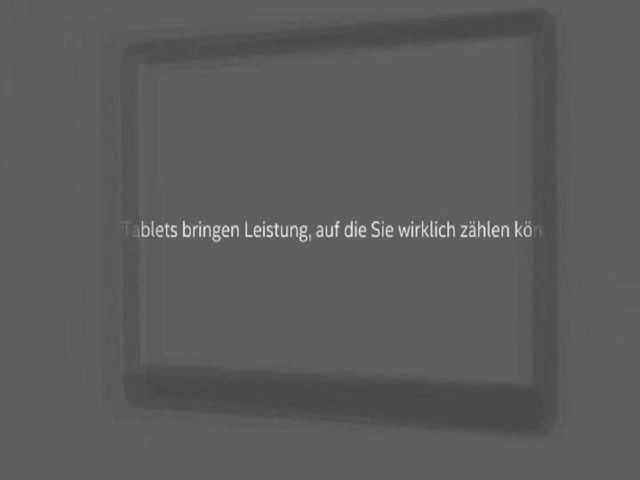 Tablets bringen Leistung, auf die Sie wirklich zählen kön